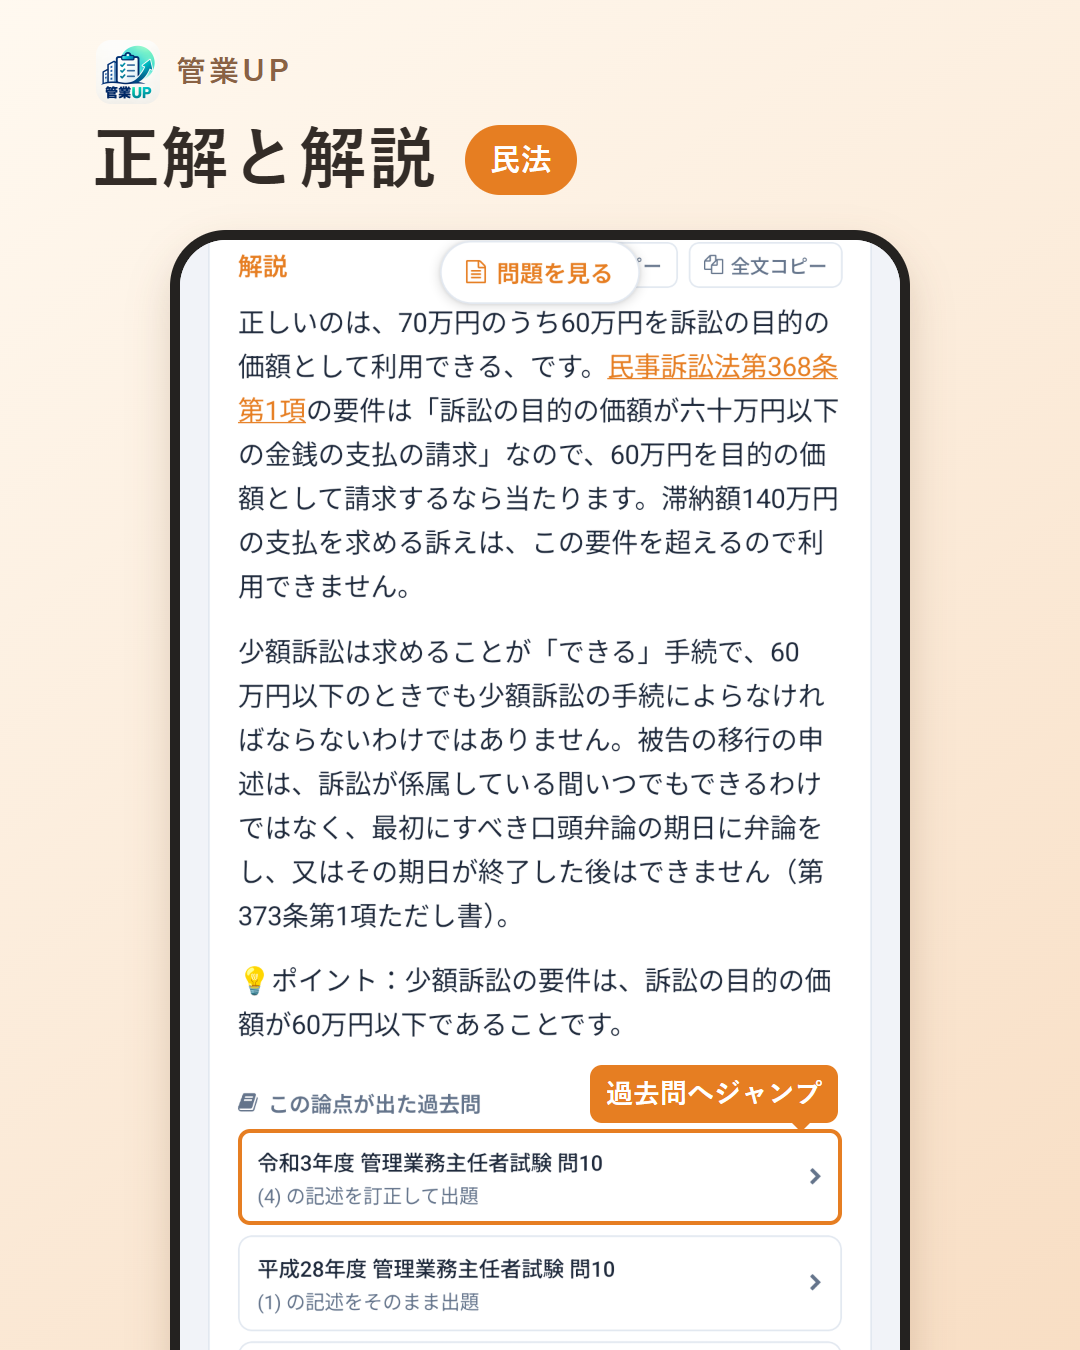 管業UP
管業UP
正解と解説
民法
解説
問題を見る
ピー
全文コピー
正しいのは、70万円のうち60万円を訴訟の目的の
価額として利用できる、です。民事訴訟法第368条
第1項の要件は「訴訟の目的の価額が六十万円以下
の金銭の支払の請求」なので、60万円を目的の価
額として請求するなら当たります。滞納額140万円
の支払を求める訴えは、この要件を超えるので利
用できません。
少額訴訟は求めることが「できる」手続で、60
万円以下のときでも少額訴訟の手続によらなけれ
ばならないわけではありません。被告の移行の申
述は、訴訟が係属している間いつでもできるわけ
ではなく、最初にすべき口頭弁論の期日に弁論を
し、又はその期日が終了した後はできません（第
373条第1項ただし書）。
💡ポイント：少額訴訟の要件は、訴訟の目的の価
額が60万円以下であることです。
この論点が出た過去問
過去問へジャンプ
令和3年度 管理業務主任者試験 問10
(4) の記述を訂正して出題
平成28年度 管理業務主任者試験 問10
(1) の記述をそのまま出題